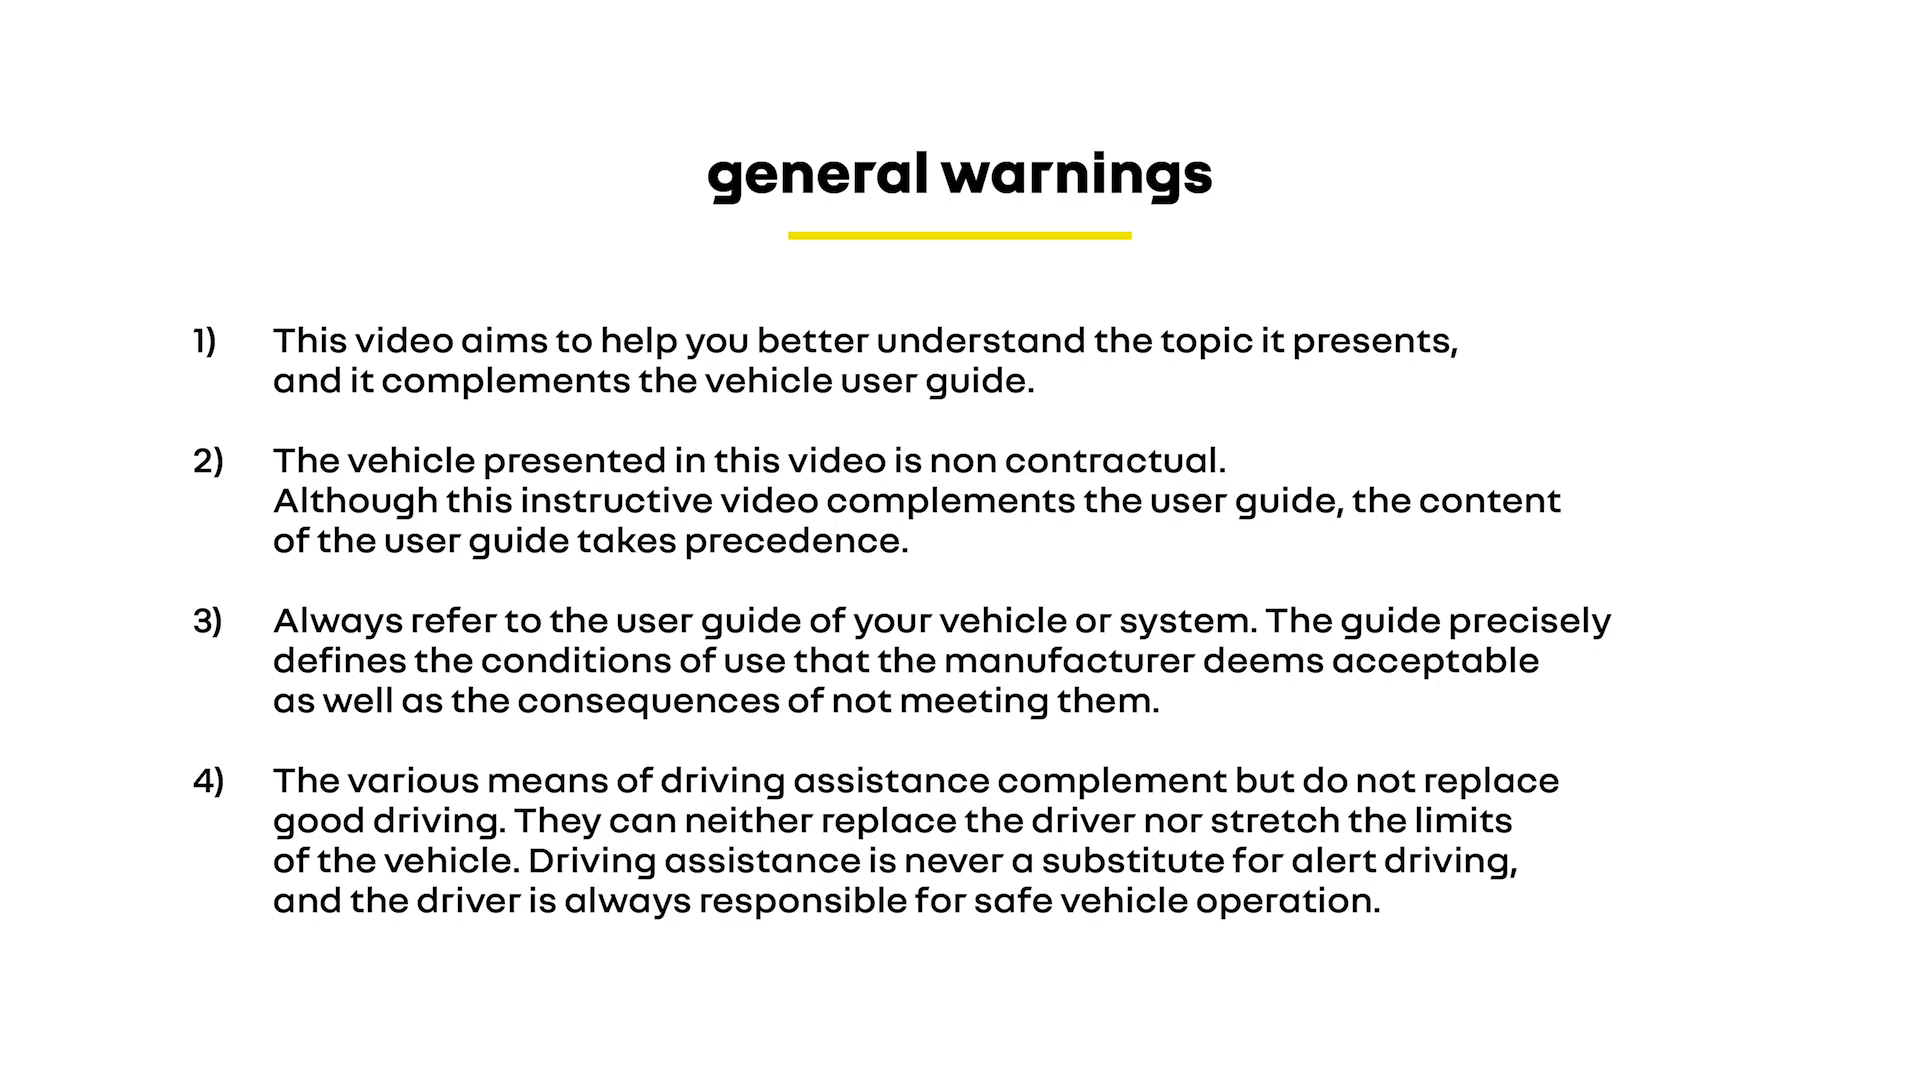 general warnings
1) This video aims to help you better understand the topic it presents,
and it complements the vehicle user guide.
2) The vehicle presented in this video is non contractual.
Although this instructive video complements the user guide, the content
of the user guide takes precedence.
3) Always refer to the user guide of your vehicle or system. The guide precisely
defines the conditions of use that the manufacturer deems acceptable
as well as the consequences of not meeting them.
4) The various means of driving assistance complement but do not replace
good driving. They can neither replace the driver nor stretch the limits
of the vehicle. Driving assistance is never a substitute for alert driving,
and the driver is always responsible for safe vehicle operation.